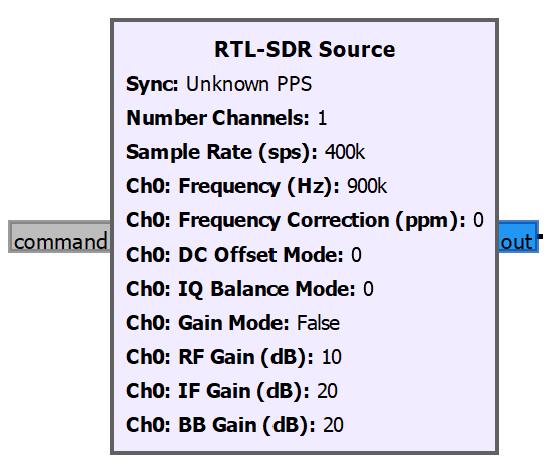 RTL-SDR Source
Sync: Unknown PPS
Number Channels: 1
Sample Rate (sps): 400k
Ch0: Frequency (Hz): 900k
Ch0: Frequency Correction (ppm): 0
command
out
Ch0: DC Offset Mode: 0
Ch0: IQ Balance Mode: 0
Ch0: Gain Mode: False
Ch0: RF Gain (dB): 10
Ch0: IF Gain (dB): 20
Ch0: BB Gain (dB): 20